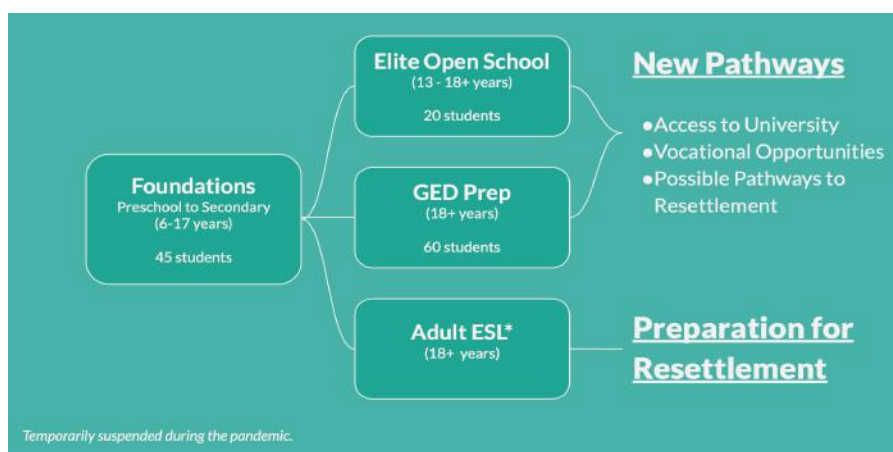 Foundations
Preschool to Secondary
(6-17 years)
45 students
Elite Open School
(13 - 18+ years)
20 students
GED Prep
(18+ years)
60 students
Adult ESL*
(18+ years)
New Pathways
●Access to University
●Vocational Opportunities
●Possible Pathways to
Resettlement
Preparation for
Resettlement
Temporarily suspended during the pandemic.